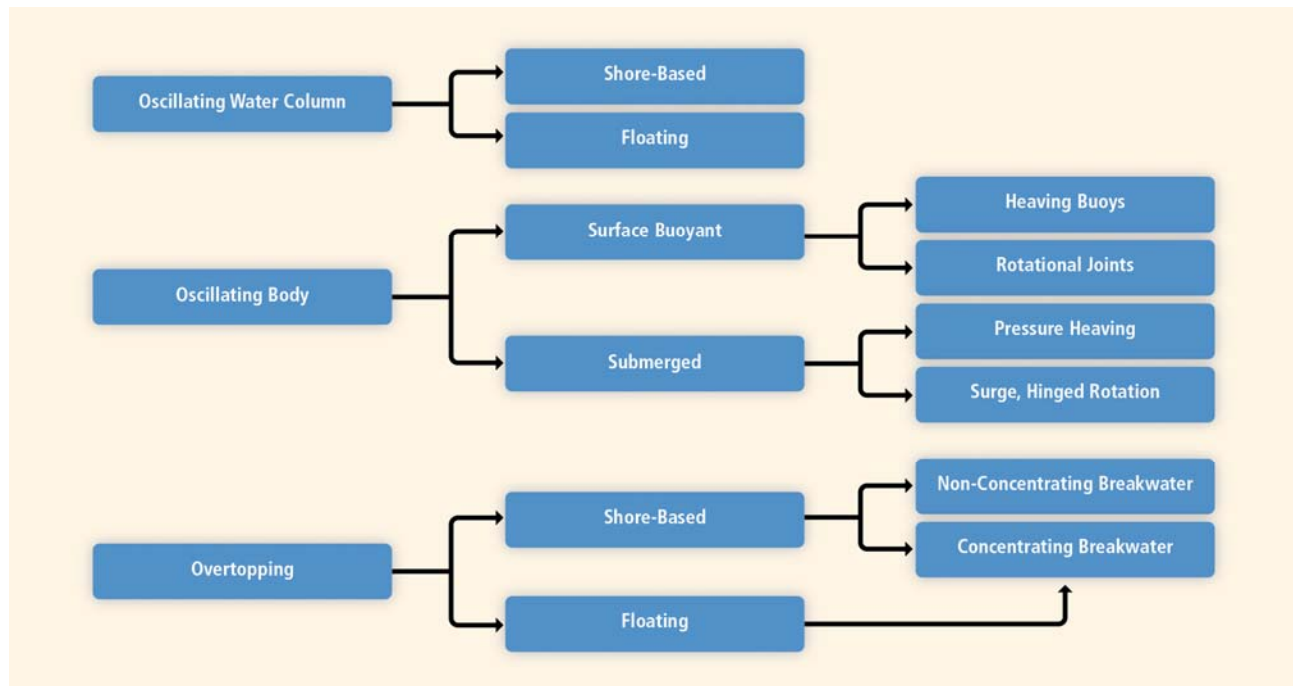 Oscillating Water Column
Shore-Based
Floating
Oscillating Body
Surface Buoyant
Heaving Buoys
Rotational Joints
Submerged
Pressure Heaving
Surge, Hinged Rotation
Overtopping
Shore-Based
Non-Concentrating Breakwater
Concentrating Breakwater
Floating